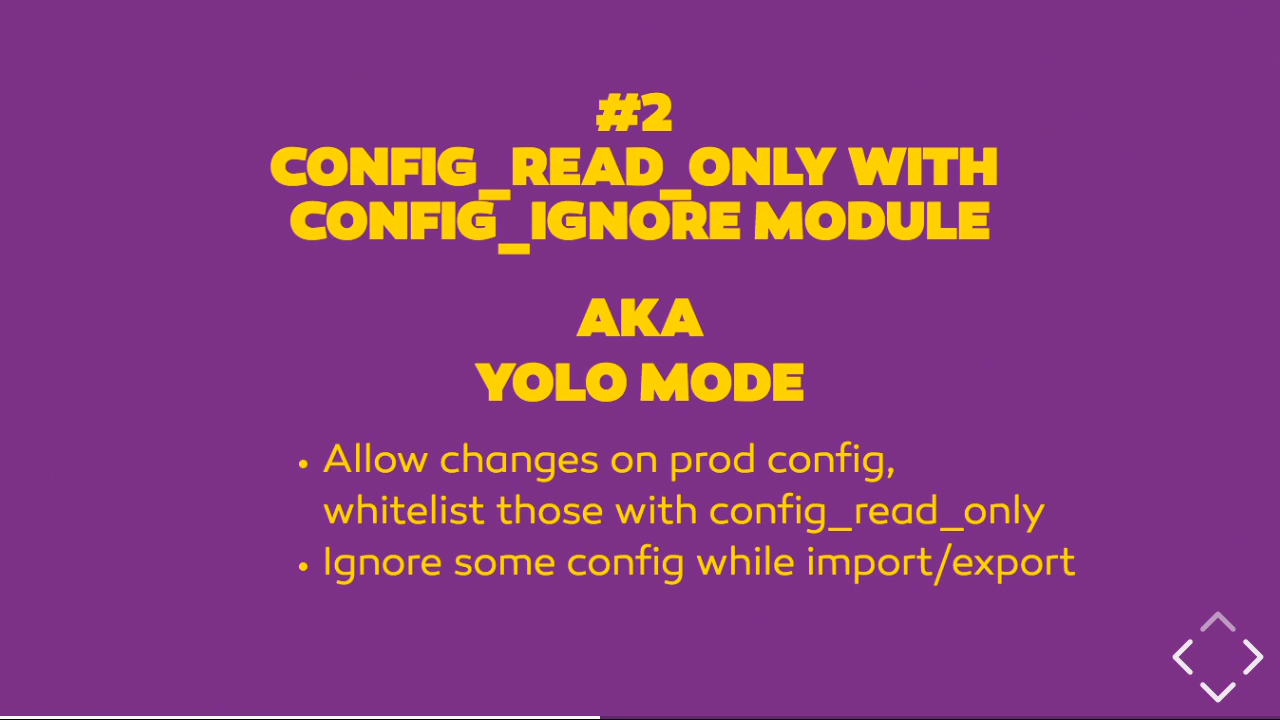 #2
CONFIG_READ_ONLY WITH
CONFIG_IGNORE MODULE
AKA
YOLO MODE
• Allow changes on prod config,
whitelist those with config_read_only
• Ignore some config while import/export